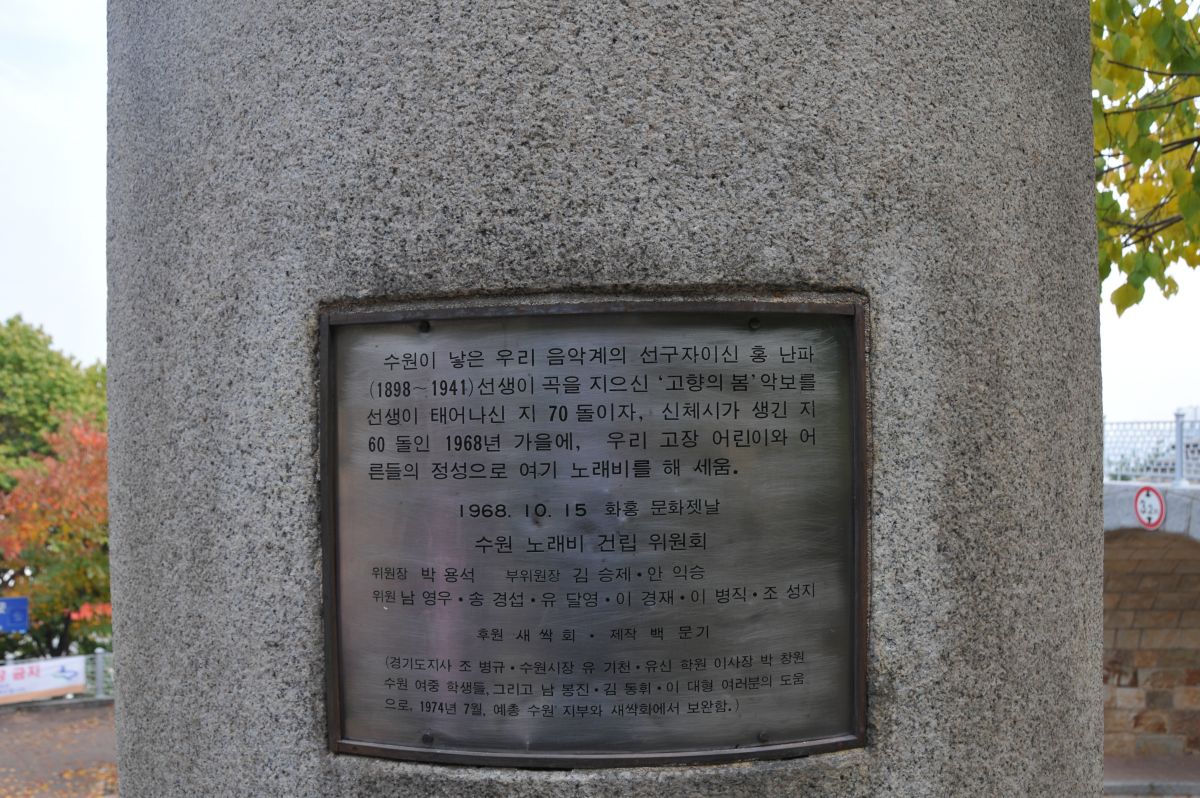 수원이 낳은 우리 음악계의 선구자이신 홍 난파
(1898~1941)선생이 곡을 지으신 '고향의 봄'악보를
선생이 태어나신 지 70돌이자, 신체시가 생긴 지
60돌인 1968년 가을에, 우리 고장 어린이와 어
른들의 정성으로 여기 노래비를 해 세움.
1968. 10. 15 화홍 문화젯날
수원 노래비 건립 위원회
위원장 박 용석 부위원장 김 승제·안 익승
위원 남 영우·송 경섭·유 달영·이 경재·이 병직·조 성지
후원 새 싹 회 · 제작 백 문기
(경기도지사 조 병규·수원시장 유 기천·유신 학원 이사장 박 창원
수원 여중 학생들, 그리고 남 봉진·김 동휘·이 대형 여러분의 도움
으로, 1974년 7월, 예총 수원 지부와 새싹회에서 보완함.)
금지
3.2m